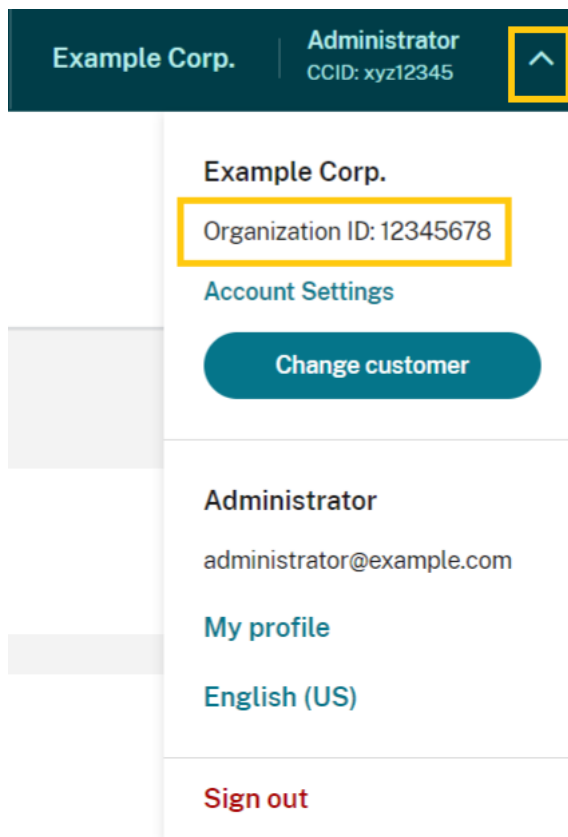 Example Corp.
Administrator
CCID: xyz12345
Example Corp.
Organization ID: 12345678
Account Settings
Change customer
Administrator
administrator@example.com
My profile
English (US)
Sign out